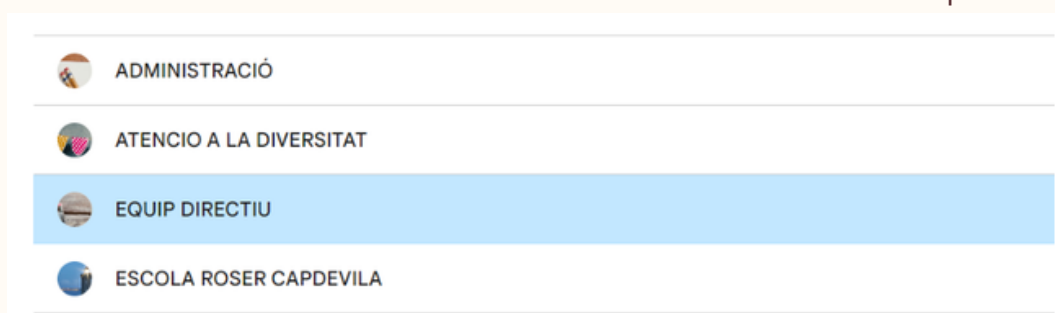 ADMINISTRACIÓ
ATENCIO A LA DIVERSITAT
EQUIP DIRECTIU
ESCOLA ROSER CAPDEVILA